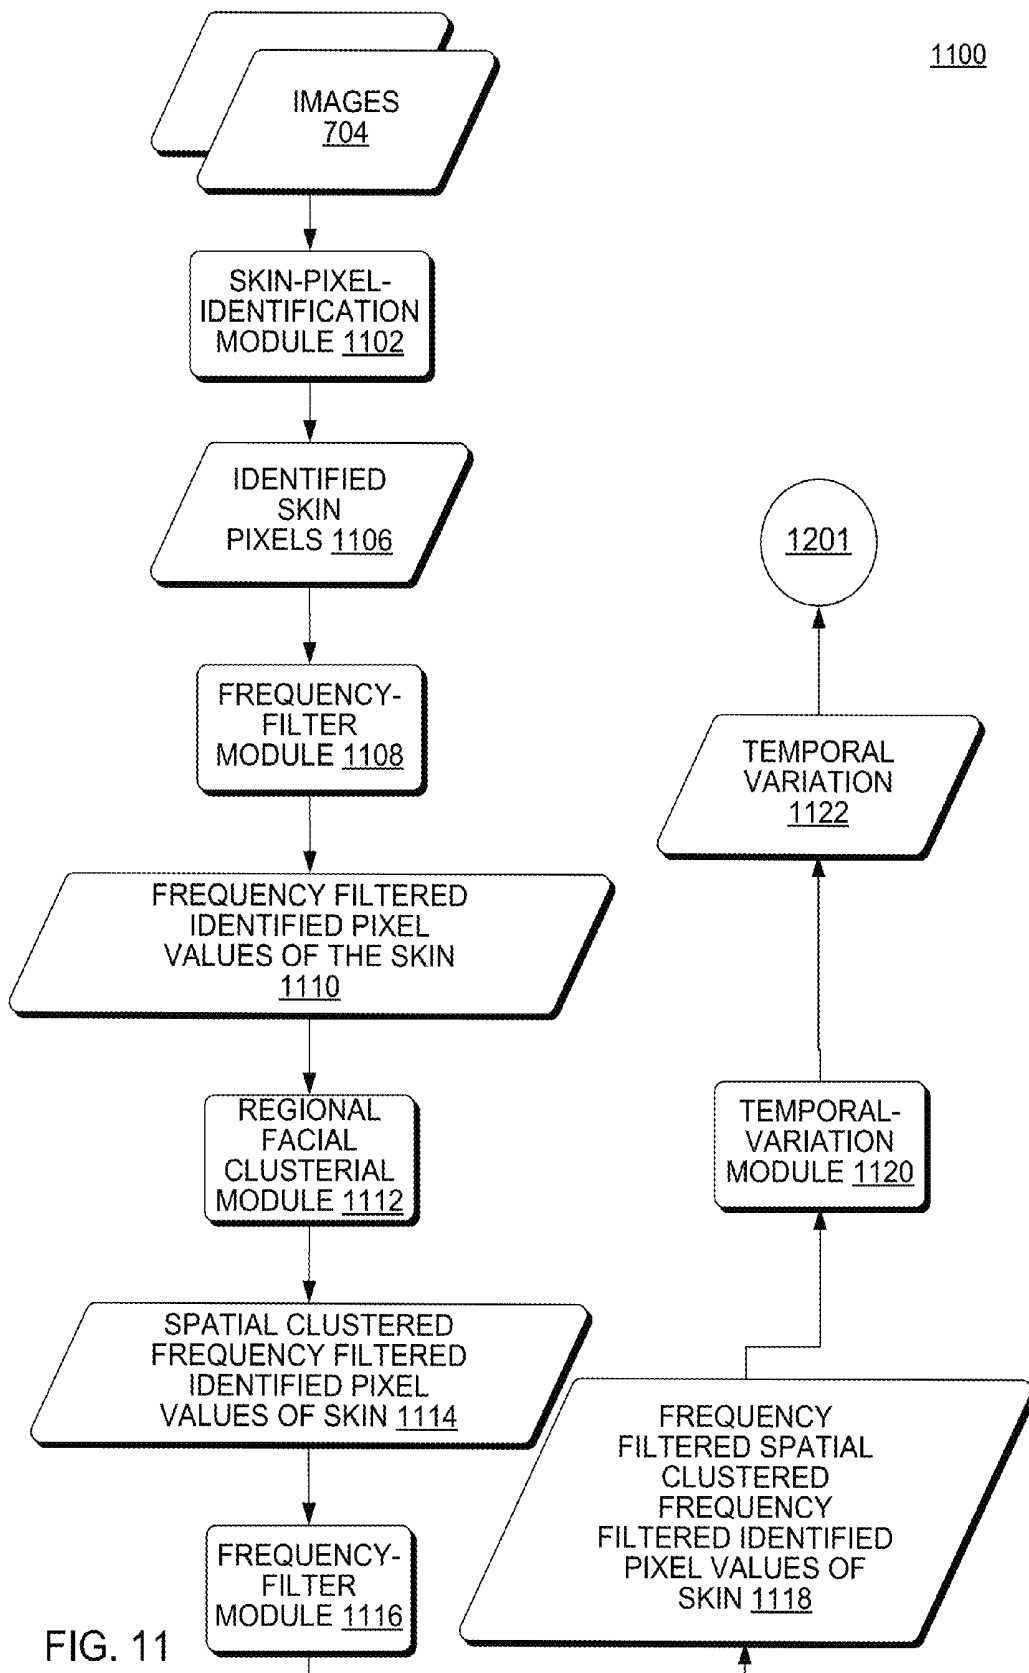 1100
IMAGES
704
SKIN-PIXEL-
IDENTIFICATION
MODULE 1102
IDENTIFIED
SKIN
PIXELS 1106
FREQUENCY-
FILTER
MODULE 1108
FREQUENCY FILTERED
IDENTIFIED PIXEL
VALUES OF THE SKIN
1110
REGIONAL
FACIAL
CLUSTERIAL
MODULE 1112
SPATIAL CLUSTERED
FREQUENCY FILTERED
IDENTIFIED PIXEL
VALUES OF SKIN 1114
FREQUENCY-
FILTER
MODULE 1116
FREQUENCY
FILTERED SPATIAL
CLUSTERED
FREQUENCY
FILTERED IDENTIFIED
PIXEL VALUES OF
SKIN 1118
TEMPORAL-
VARIATION
MODULE 1120
TEMPORAL
VARIATION
1122
1201
FIG. 11